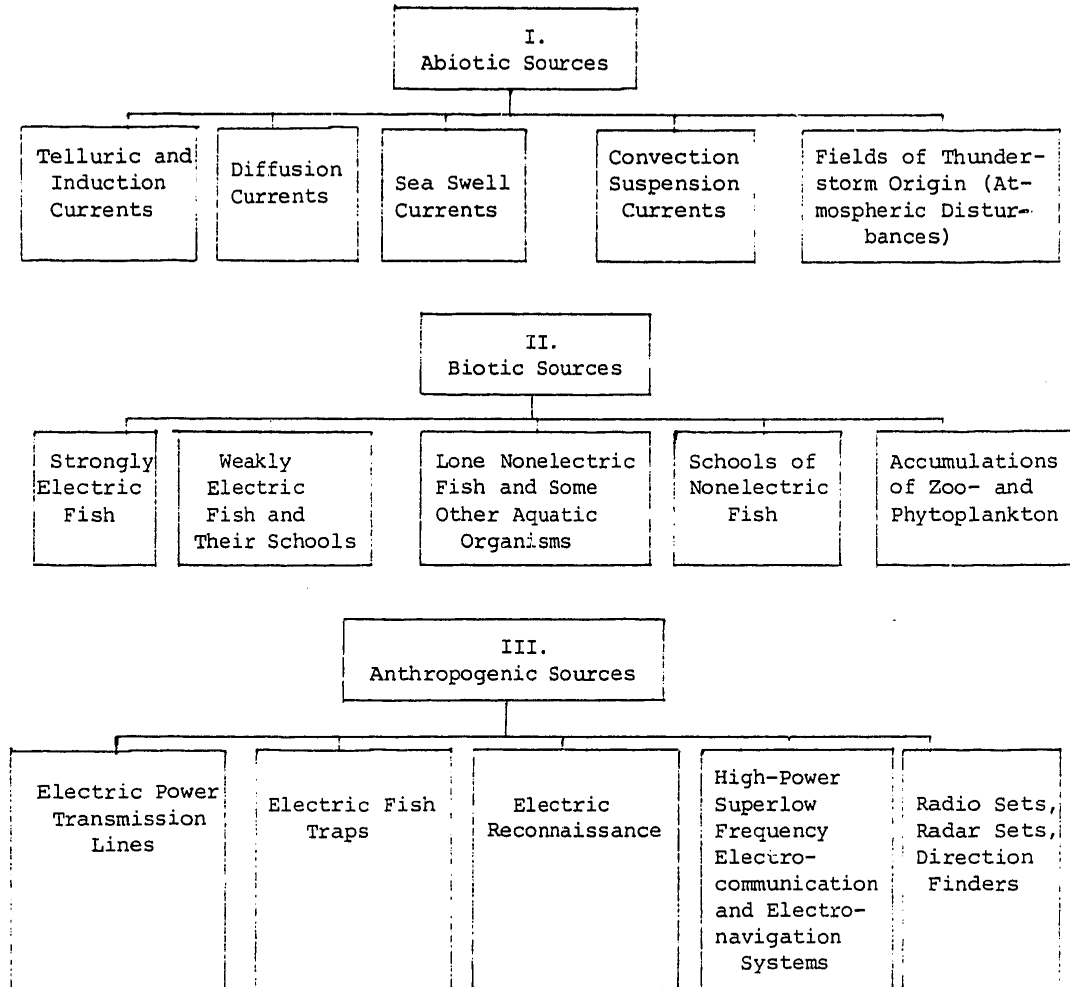 I.
Abiotic Sources
Telluric and
Induction
Currents
Diffusion
Currents
Sea Swell
Currents
Convection
Suspension
Currents
Fields of Thunder-
storm Origin (At-
mospheric Distur-
bances)
II.
Biotic Sources
Strongly
Electric
Fish
Weakly
Electric
Fish and
Their Schools
Lone Nonelectric
Fish and Some
Other Aquatic
Organisms
Schools of
Nonelectric
Fish
Accumulations
of Zoo- and
Phytoplankton
III.
Anthropogenic Sources
Electric Power
Transmission
Lines
Electric Fish
Traps
Electric
Reconnaissance
High-Power
Superlow
Frequency
Electro-
communication
and Electro-
navigation
Systems
Radio Sets,
Radar Sets,
Direction
Finders